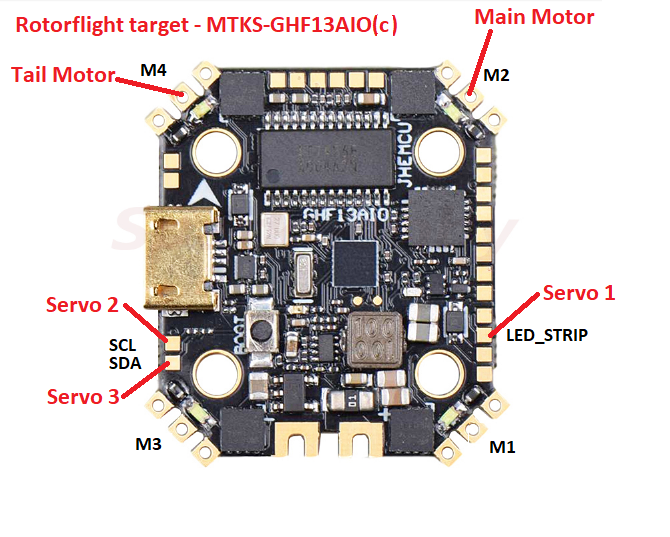 Rotorflight target - MTKS-GHF13AIO(c)
Main Motor
Tail Motor
M4
M2
JHEMCU
GHF13AIO
Servo 2
Servo 1
BOOT
100
SCL
LED_STRIP
SDA
Servo 3
M3
M1